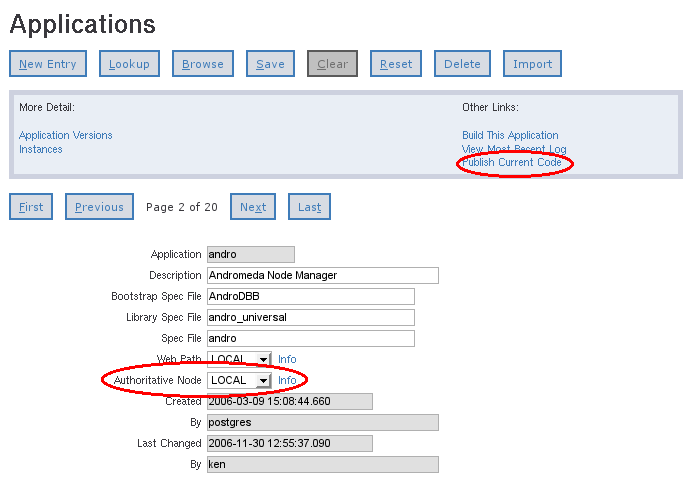 Applications
New Entry Lookup Browse Save Clear Reset Delete Import
More Detail: Other Links:
Application Versions Build This Application
Instances View Most Recent Log
Publish Current Code
First Previous Page 2 of 20 Next Last
Application andro
Description Andromeda Node Manager
Bootstrap Spec File AndroDBB
Library Spec File andro_universal
Spec File andro
Web Path LOCAL Info
Authoritative Node LOCAL Info
Created 2006-03-09 15:08:44.660
By postgres
Last Changed 2006-11-30 12:55:37.090
By ken